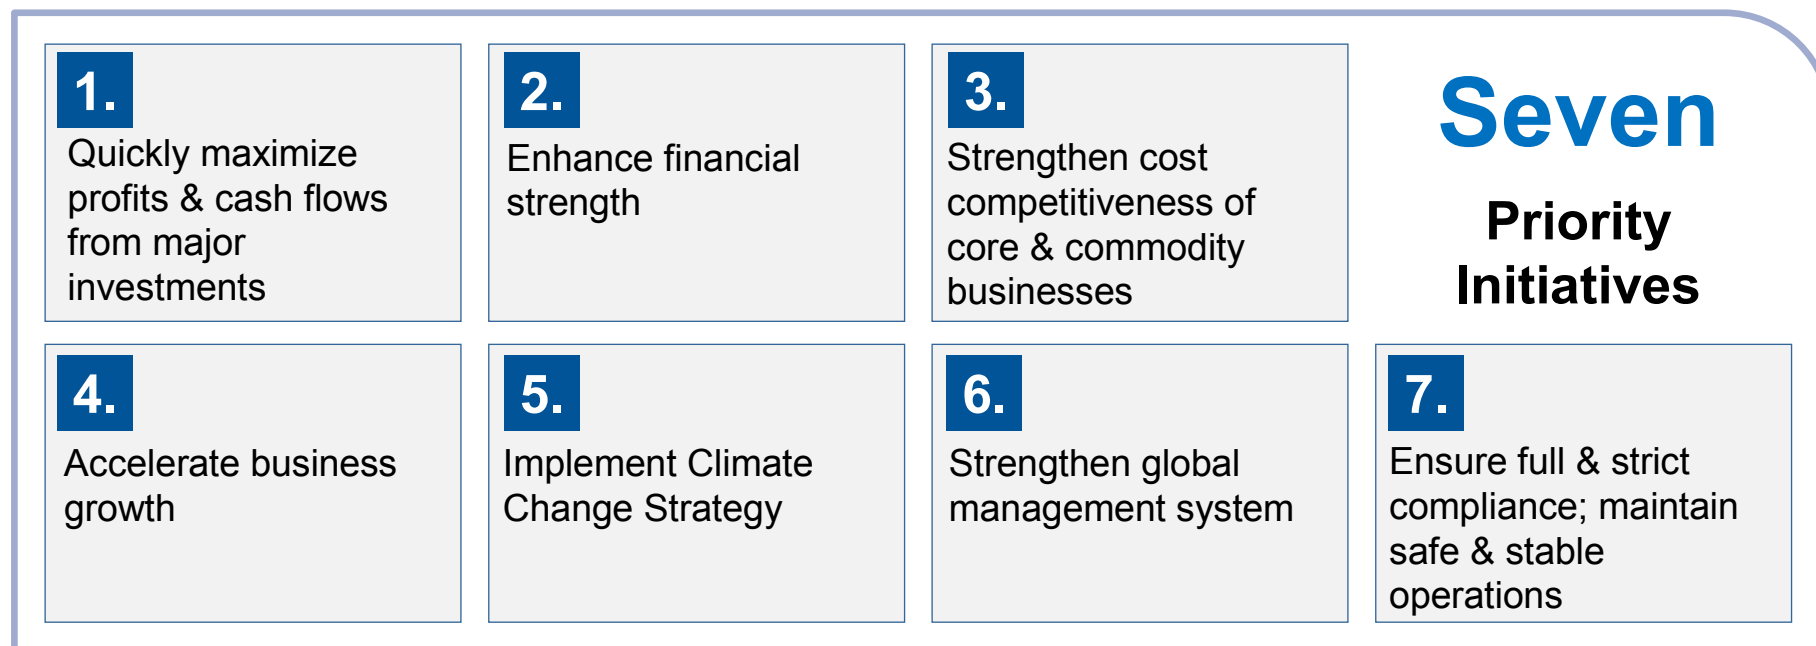 1.
Quickly maximize
profits & cash flows
from major
investments
2.
Enhance financial
strength
3.
Strengthen cost
competitiveness of
core & commodity
businesses
Seven
Priority
Initiatives
4.
Accelerate business
growth
5.
Implement Climate
Change Strategy
6.
Strengthen global
management system
7.
Ensure full & strict
compliance; maintain
safe & stable
operations